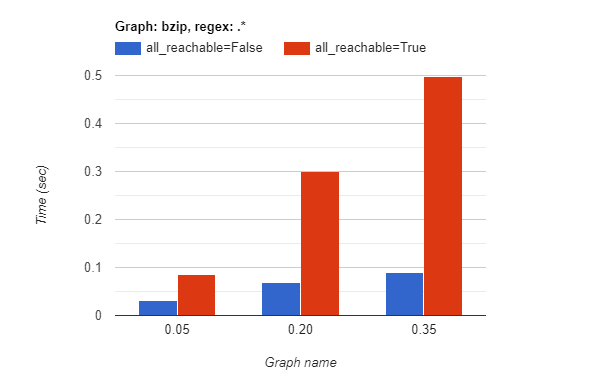 Graph: bzip, regex: .*
all_reachable=False all_reachable=True
0.5
0.4
0.3
0.2
0.1
0
Time (sec)
0.05 0.20 0.35
Graph name